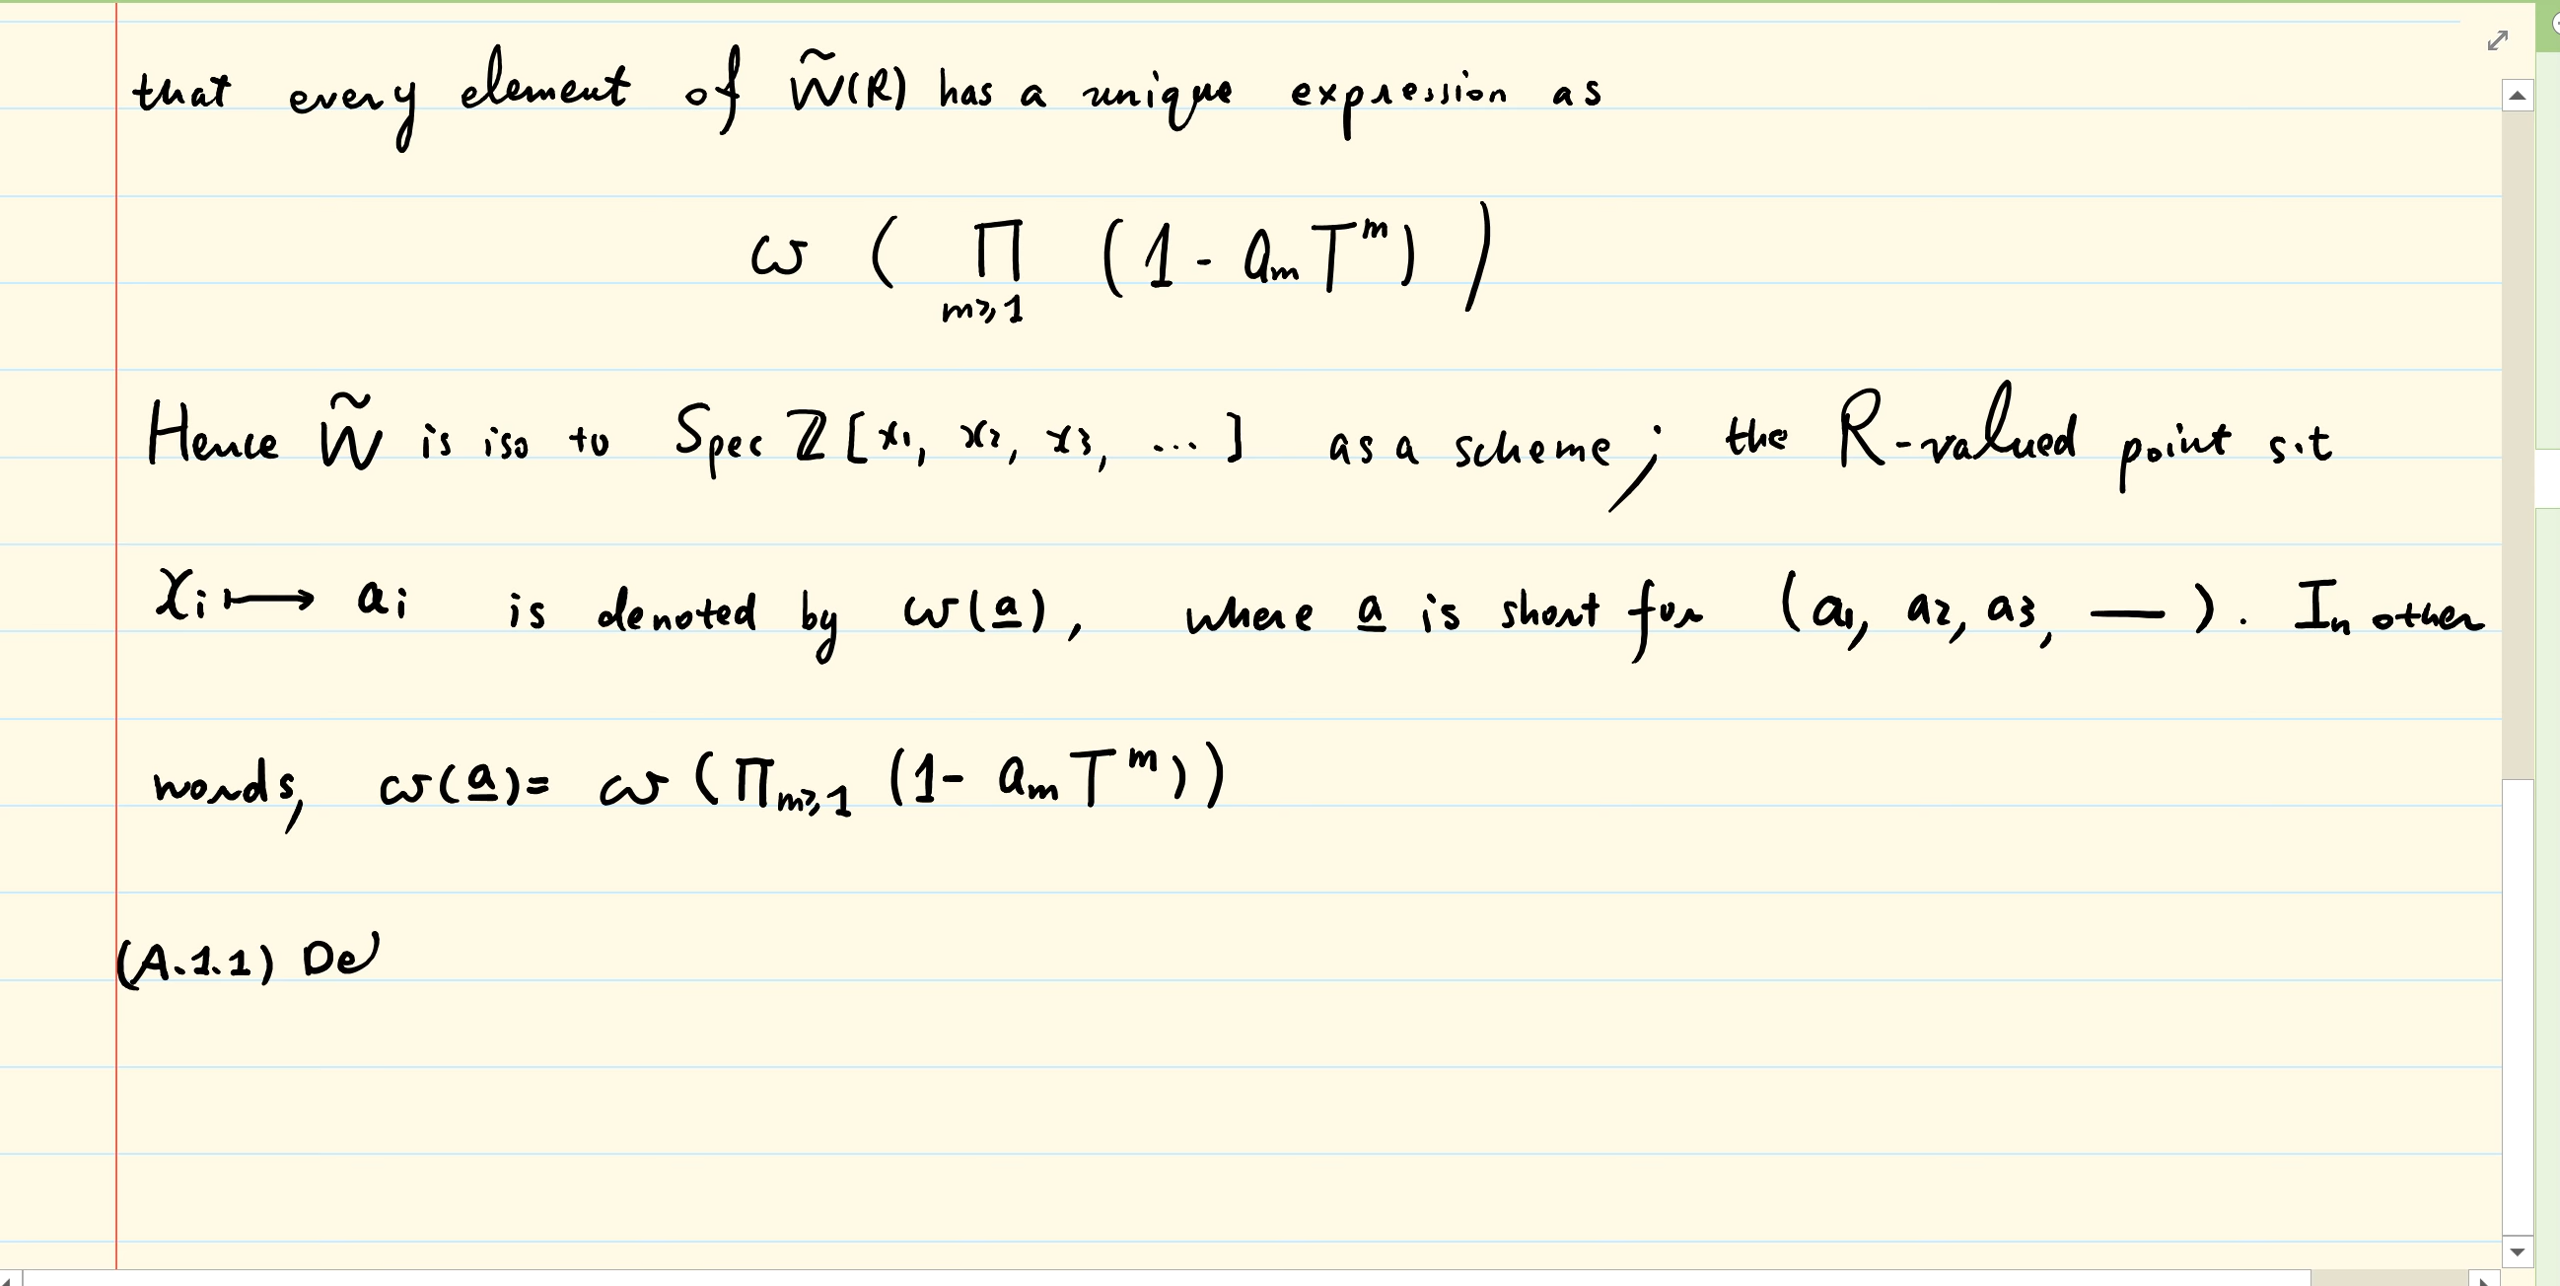 that every element of W̃(R) has a unique expression as
ω ( ∏_{m≥1} (1 - a_m T^m) )
Hence W̃ is iso to Spec ℤ[x₁, x₂, x₃, ...] as a scheme; the R-valued point s.t
x_i ⟼ a_i is denoted by ω(a̲), where a̲ is short for (a₁, a₂, a₃, — ). In other
words, ω(a̲)= ω (∏_{m≥1} (1- a_m T^m))
(A.1.1) De